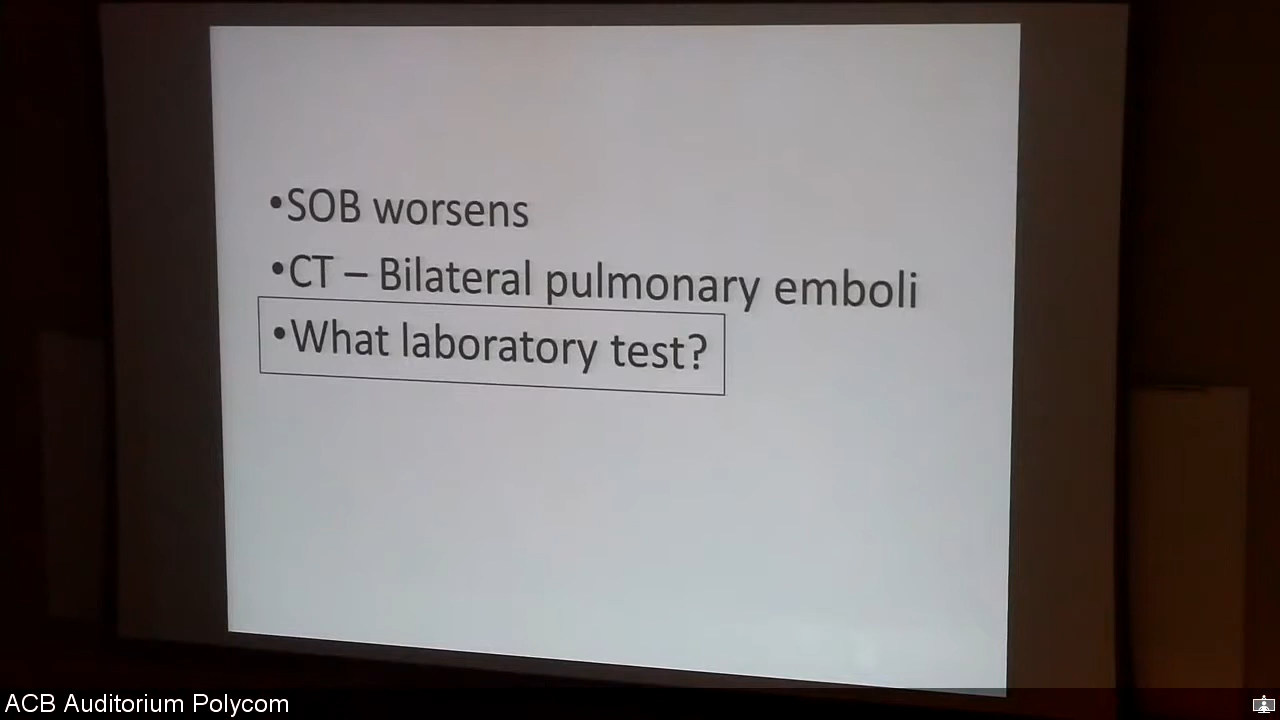 •SOB worsens
•CT – Bilateral pulmonary emboli
•What laboratory test?
ACB Auditorium Polycom